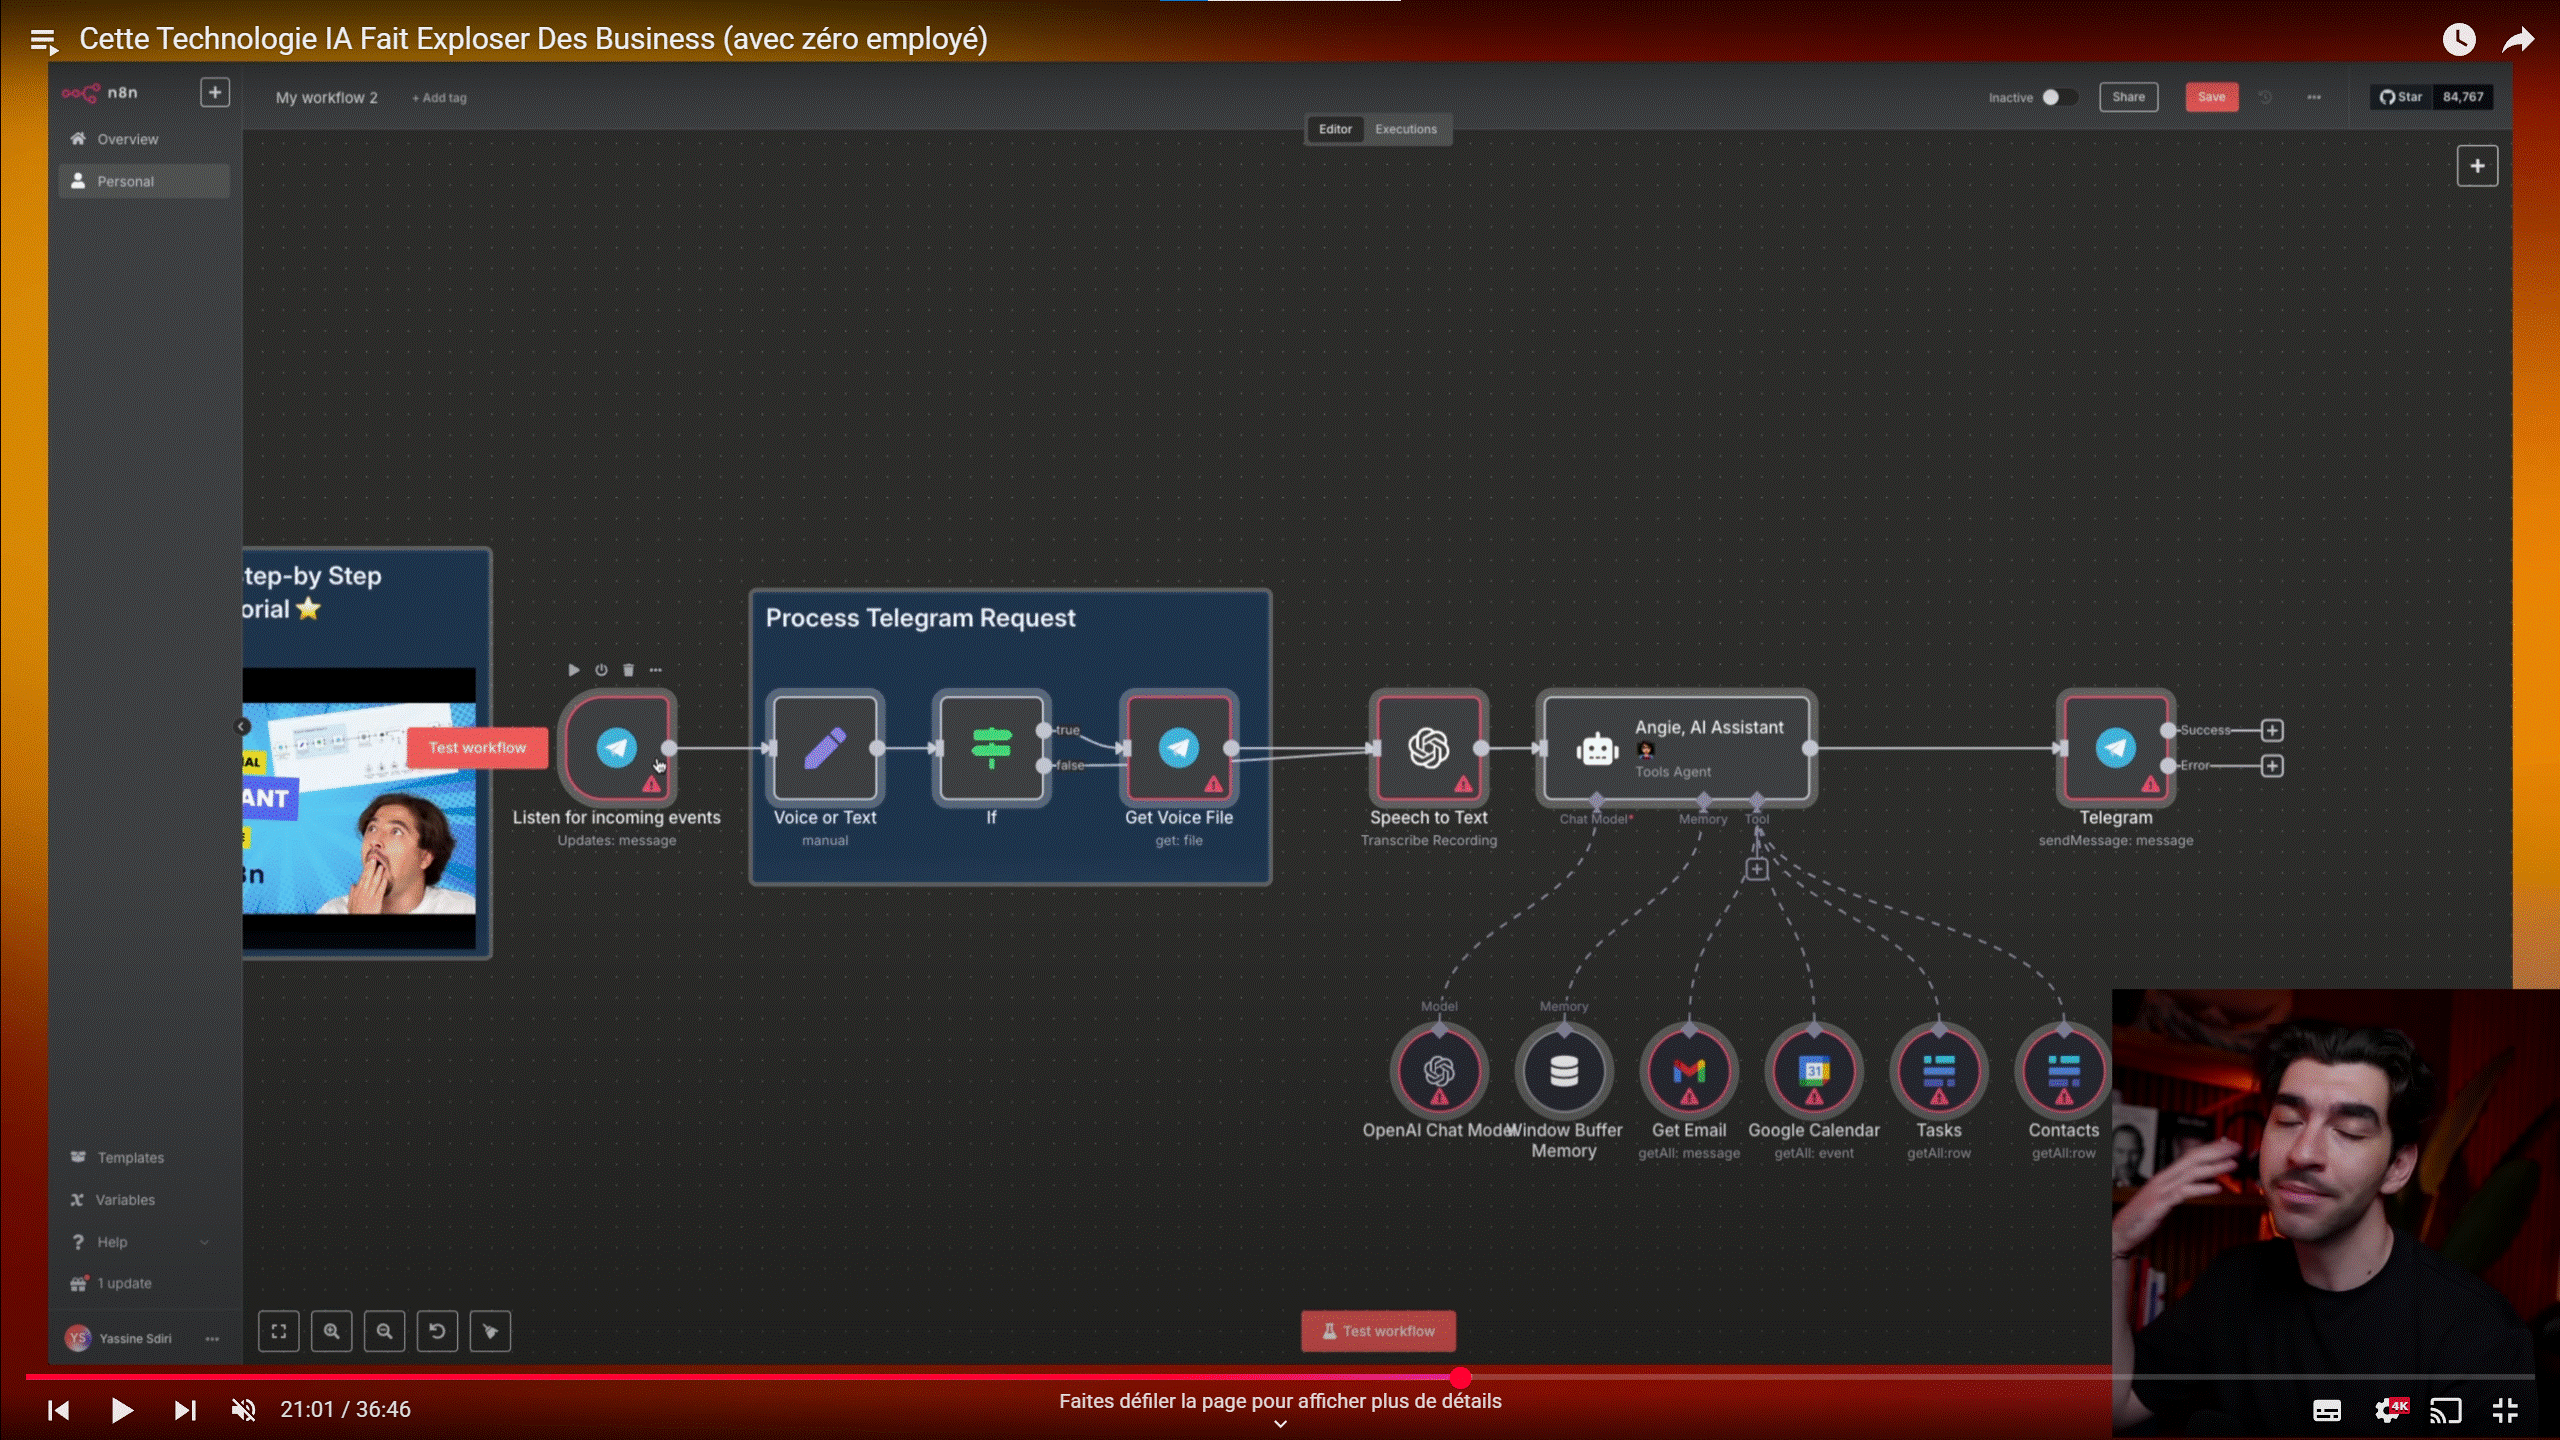 Cette Technologie IA Fait Exploser Des Business (avec zéro employé)
n8n
My workflow 2
+ Add tag
Inactive
Share
Save
Star
84,767
Overview
Personal
Editor
Executions
tep-by Step
orial
AL
ANT
E
8n
Test workflow
Listen for incoming events
Updates: message
Process Telegram Request
Voice or Text
manual
If
true
false
Get Voice File
get: file
Speech to Text
Transcribe Recording
Angie, AI Assistant
Tools Agent
Chat Model*
Memory
Tool
Telegram
sendMessage: message
Success
Error
Model
Memory
OpenAI Chat Model
Window Buffer
Memory
Get Email
getAll: message
31
Google Calendar
getAll: event
Tasks
getAll:row
Contacts
getAll:row
Templates
Variables
Help
1 update
YS
Yassine Sdiri
Test workflow
21:01 / 36:46
Faites défiler la page pour afficher plus de détails
4K